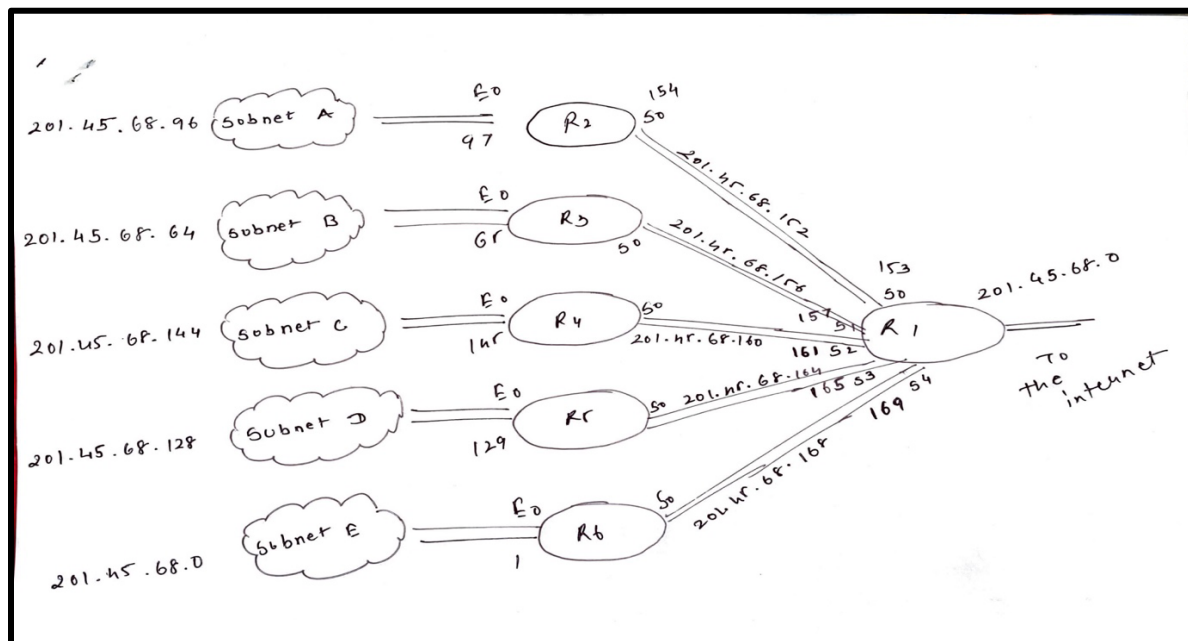 201.45.68.96
Subnet A
E0
97
R2
154
S0
201.45.68.152
201.45.68.64
Subnet B
E0
65
R3
S0
201.45.68.156
153
S0
201.45.68.0
R1
157
S1
201.45.68.144
Subnet C
E0
145
R4
S0
201.45.68.160
161 S2
To
the
internet
201.45.68.128
Subnet D
E0
129
R5
S0
201.45.68.164
165 S3
169 S4
201.45.68.0
Subnet E
E0
1
R6
S0
201.45.68.168